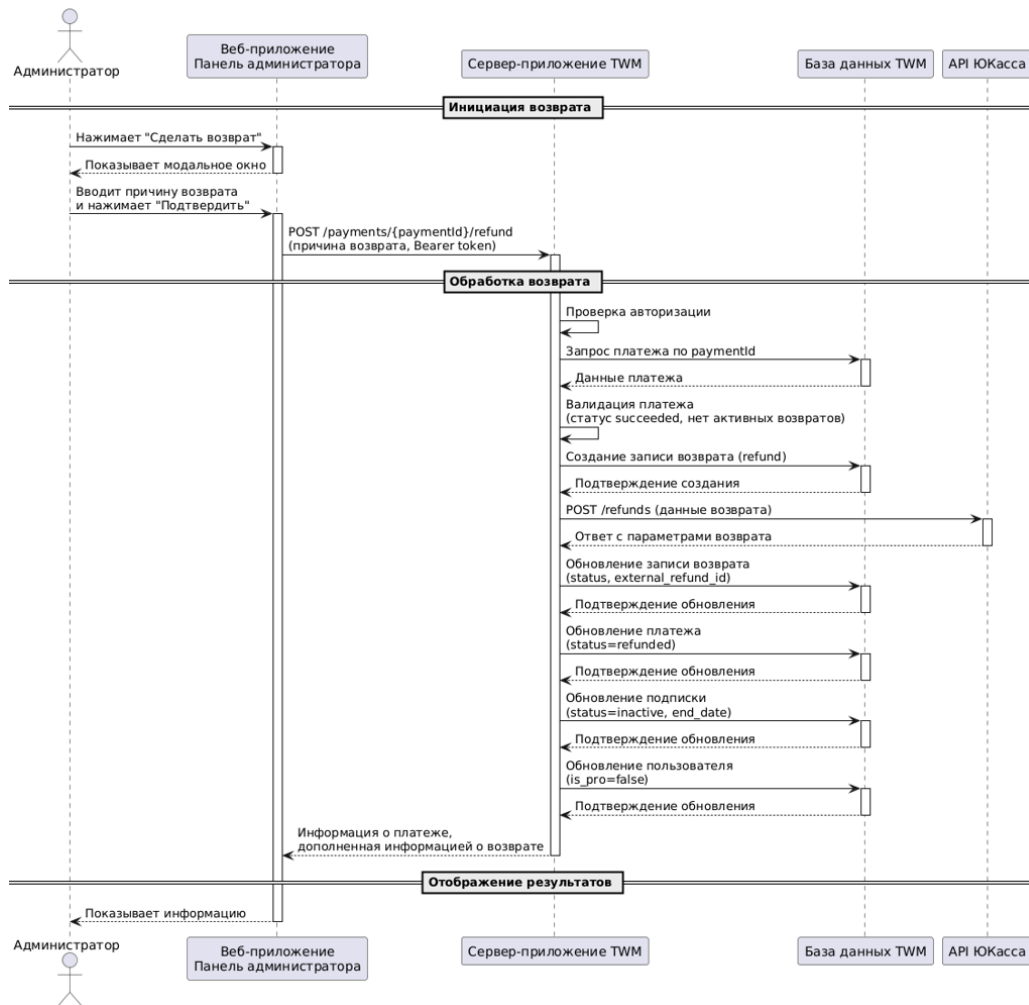 Администратор
Веб-приложение
Панель администратора
Сервер-приложение TWM
База данных TWM
API ЮКасса
Инициация возврата
Нажимает "Сделать возврат"
Показывает модальное окно
Вводит причину возврата
и нажимает "Подтвердить"
POST /payments/{paymentId}/refund
(причина возврата, Bearer token)
Обработка возврата
Проверка авторизации
Запрос платежа по paymentId
Данные платежа
Валидация платежа
(статус succeeded, нет активных возвратов)
Создание записи возврата (refund)
Подтверждение создания
POST /refunds (данные возврата)
Ответ с параметрами возврата
Обновление записи возврата
(status, external_refund_id)
Подтверждение обновления
Обновление платежа
(status=refunded)
Подтверждение обновления
Обновление подписки
(status=inactive, end_date)
Подтверждение обновления
Обновление пользователя
(is_pro=false)
Подтверждение обновления
Информация о платеже,
дополненная информацией о возврате
Отображение результатов
Показывает информацию
Администратор
Веб-приложение
Панель администратора
Сервер-приложение TWM
База данных TWM
API ЮКасса